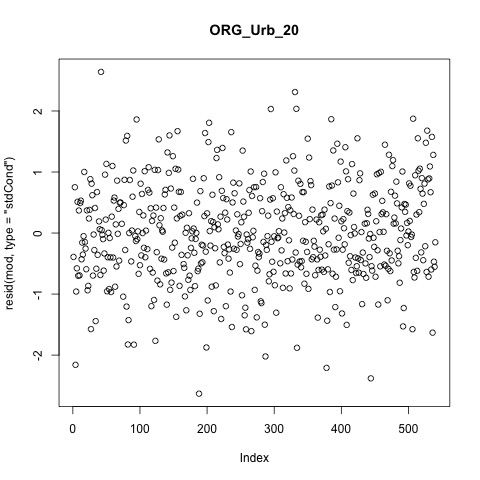 ORG_Urb_20
resid(mod, type = "stdCond")
2
1
0
-1
-2
0 100 200 300 400 500
Index